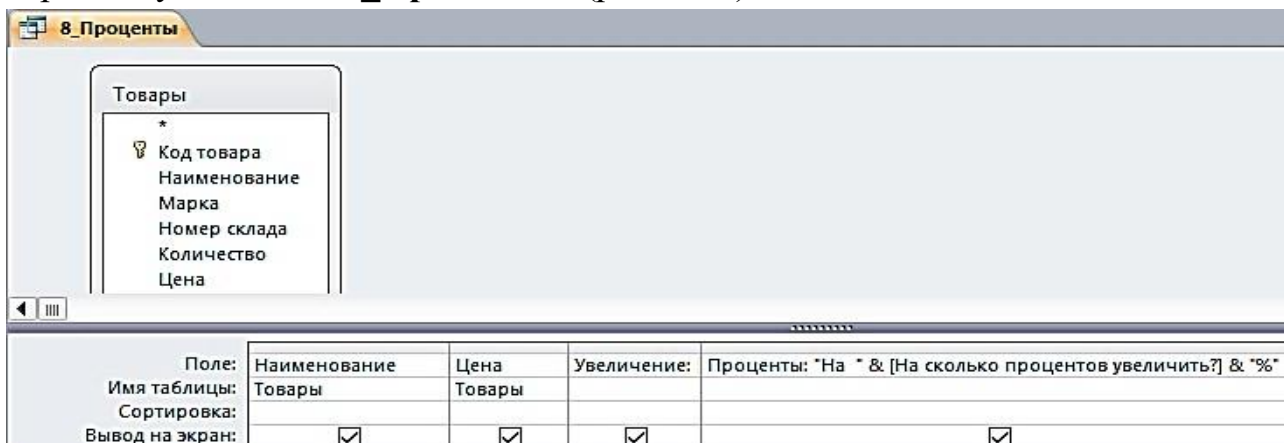 8_Проценты
Товары
*
Код товара
Наименование
Марка
Номер склада
Количество
Цена
Поле: Наименование Цена Увеличение: Проценты: "На " & [На сколько процентов увеличить?] & "%"
Имя таблицы: Товары Товары
Сортировка:
Вывод на экран: